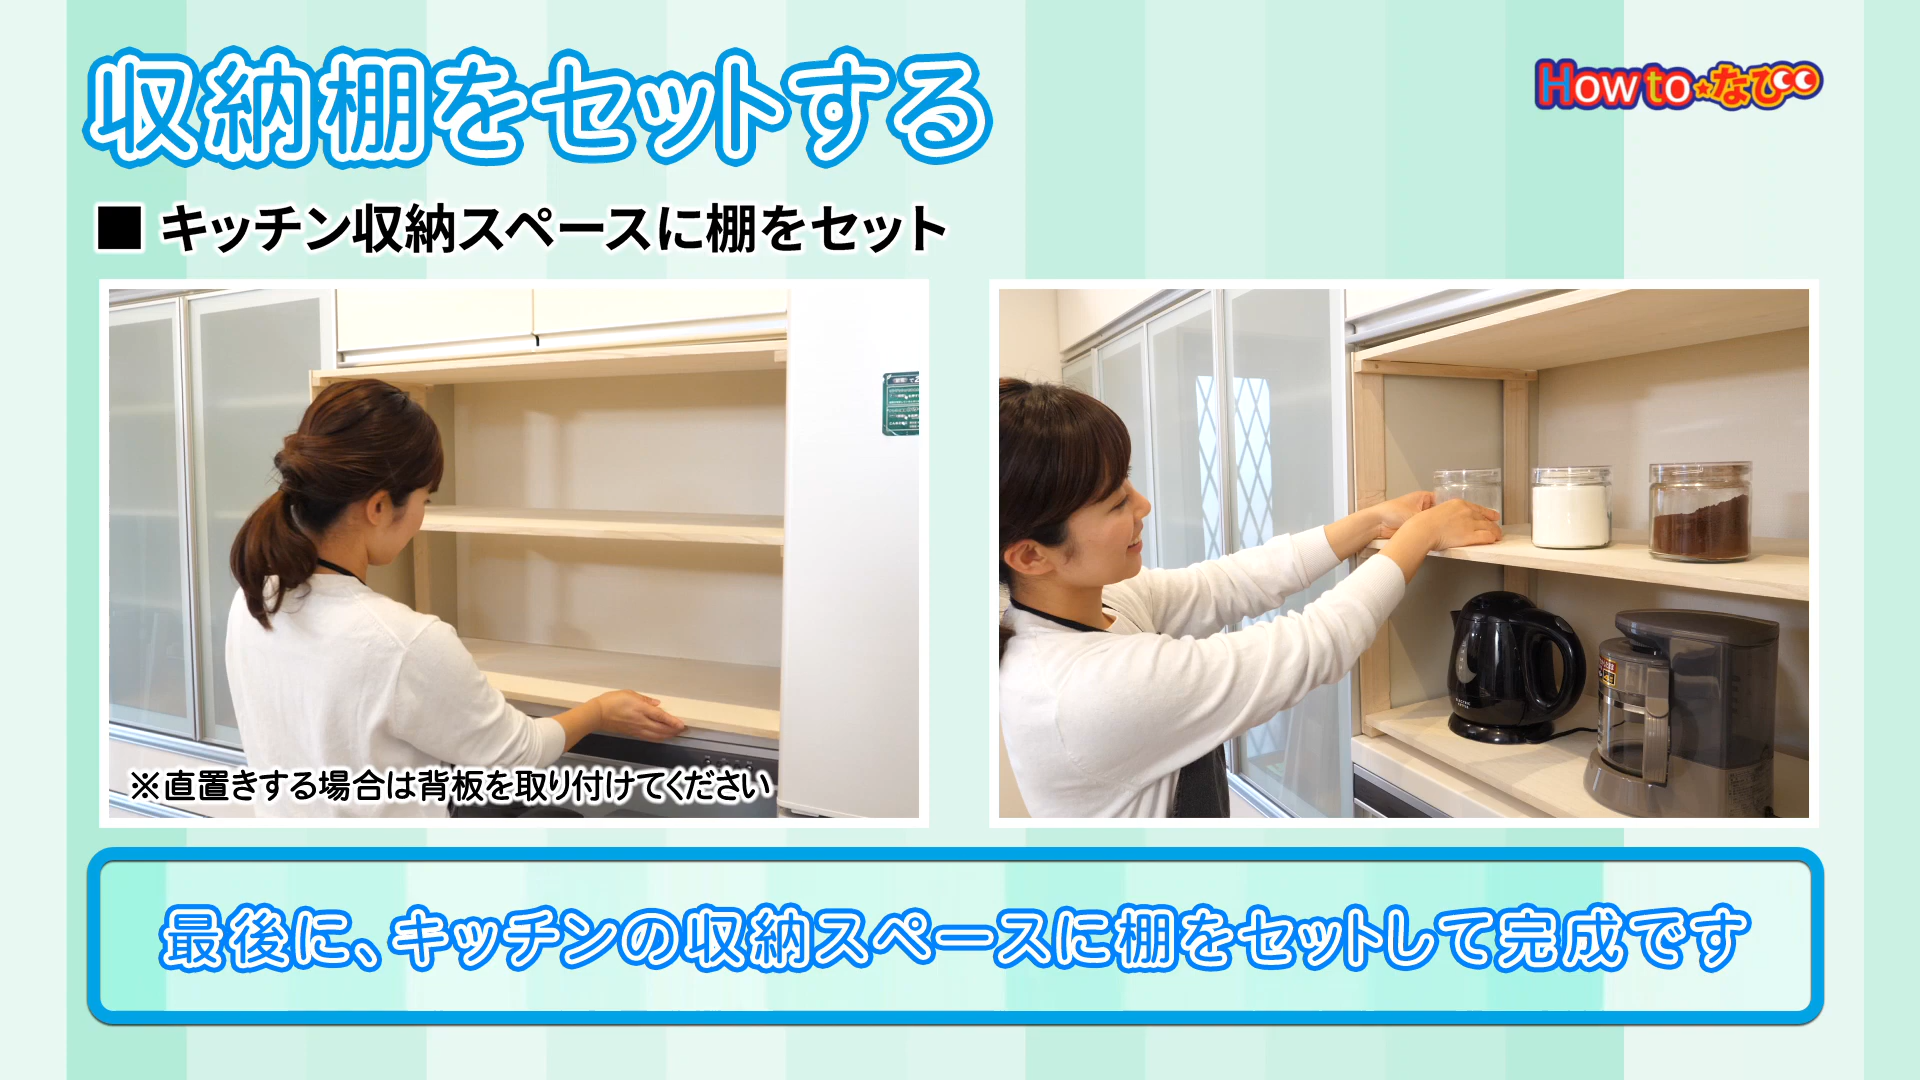 収納棚をセットする
How to★なび
■ キッチン収納スペースに棚をセット
※直置きする場合は背板を取り付けてください
最後に、キッチンの収納スペースに棚をセットして完成です